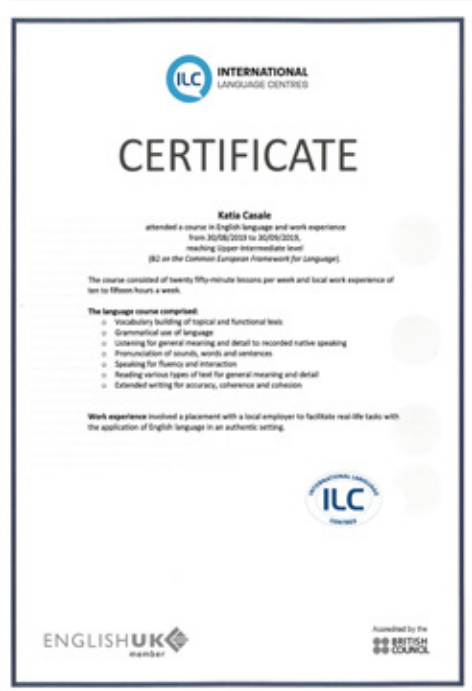 ILC INTERNATIONAL
LANGUAGE CENTRES
CERTIFICATE
Katia Casale
attended a course in English language and work experience
from 30/08/2019 to 30/09/2019,
reaching Upper-Intermediate level
(B2 on the Common European Framework for Language).
The course consisted of twenty fifty-minute lessons per week and local work experience of
ten to fifteen hours a week.
The language course comprised:
o Vocabulary building of topical and functional lexis
o Grammatical use of language
o Listening for general meaning and detail to recorded native speaking
o Pronunciation of sounds, words and sentences
o Speaking for fluency and interaction
o Reading various types of text for general meaning and detail
o Extended writing for accuracy, coherence and cohesion
Work experience involved a placement with a local employer to facilitate real-life tasks with
the application of English language in an authentic setting.
INTERNATIONAL LANGUAGE
ILC
CENTRES
ENGLISHUK
member
Accredited by the
BRITISH
COUNCIL